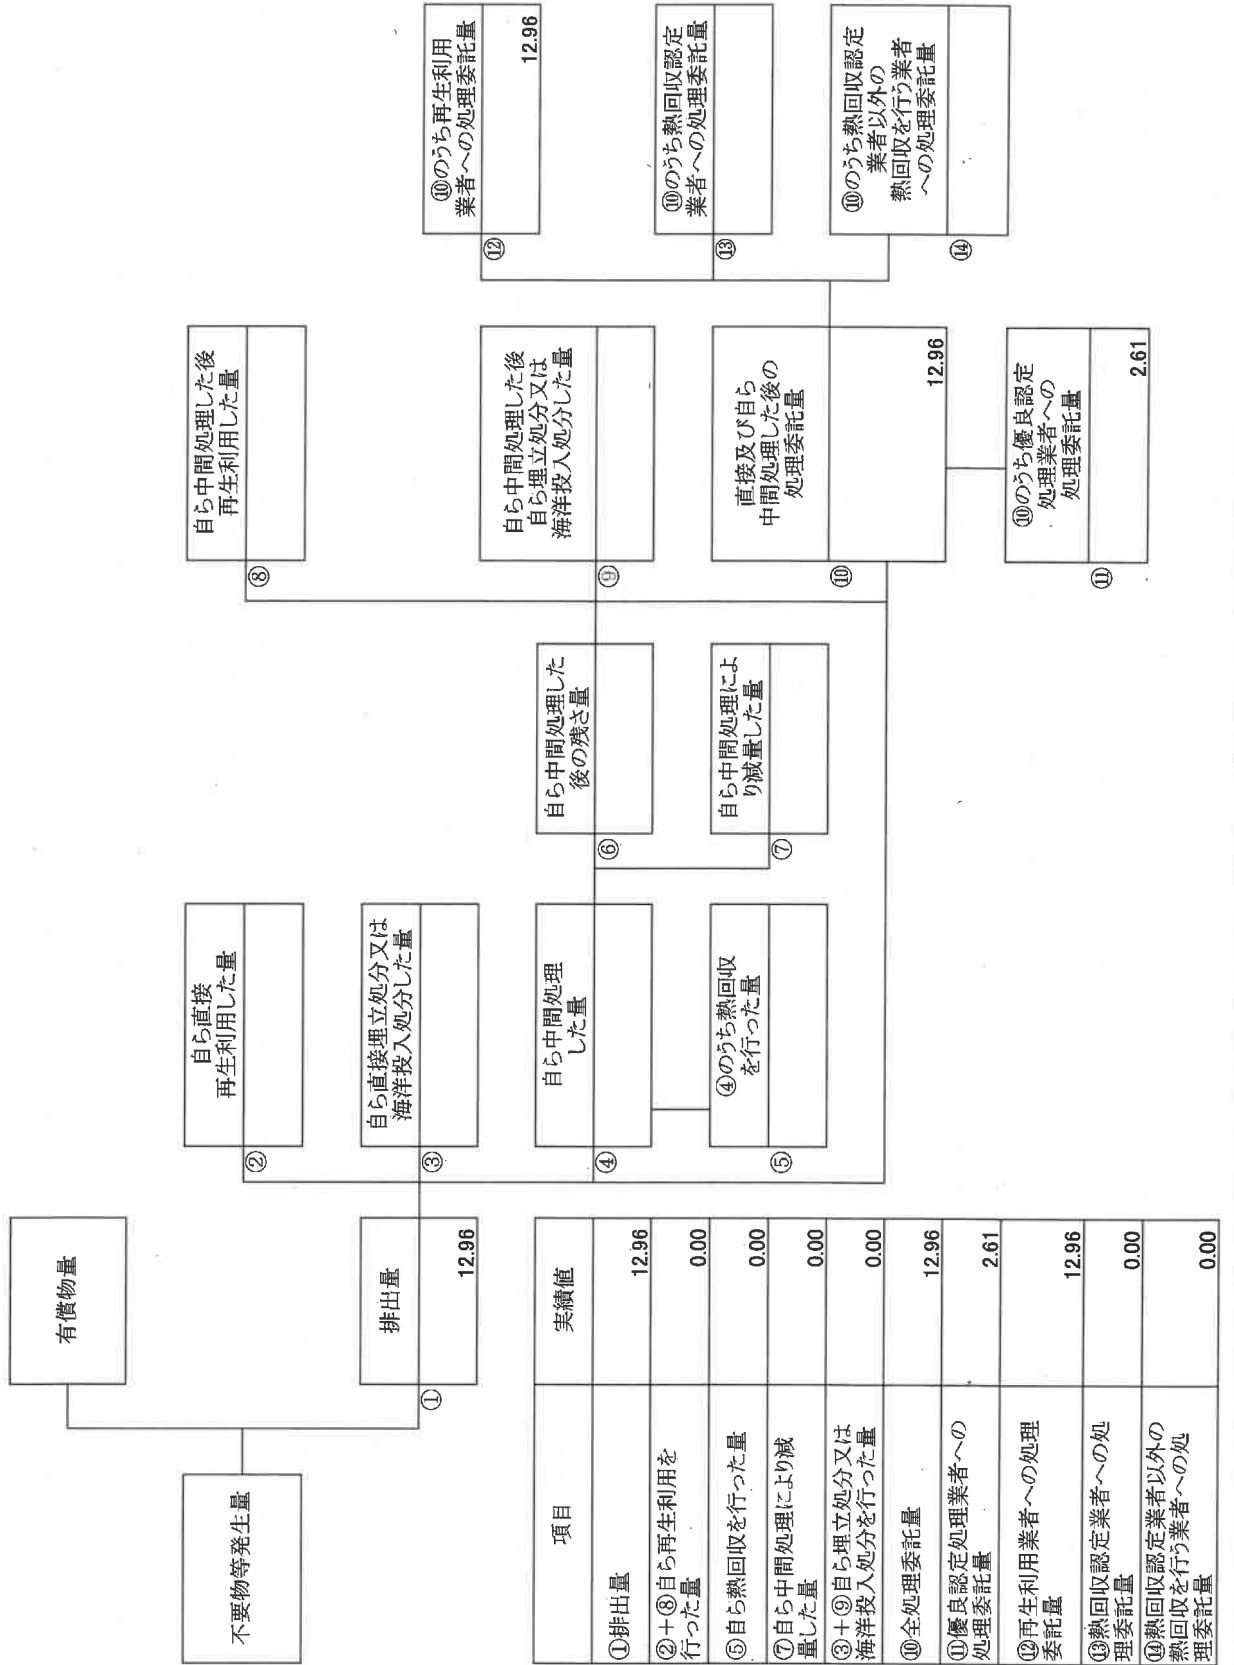 有償物量
不要物等発生量
排出量
①
12.96
自ら直接
再生利用した量
②
自ら直接埋立処分又は
海洋投入処分した量
③
自ら中間処理
した量
④
④のうち熱回収
を行った量
⑤
自ら中間処理した
後の残さ量
⑥
自ら中間処理によ
り減量した量
⑦
自ら中間処理した後
再生利用した量
⑧
自ら中間処理した後
自ら埋立処分又は
海洋投入処分した量
⑨
直接及び自ら
中間処理した後の
処理委託量
⑩
12.96
⑩のうち優良認定
処理業者への
処理委託量
⑪
2.61
⑩のうち再生利用
業者への処理委託量
⑫
12.96
⑩のうち熱回収認定
業者への処理委託量
⑬
⑩のうち熱回収認定
業者以外の
熱回収を行う業者
への処理委託量
⑭
項目 実績値
①排出量 12.96
②+⑧自ら再生利用を
行った量 0.00
⑤自ら熱回収を行った量 0.00
⑦自ら中間処理により減
量した量 0.00
③+⑨自ら埋立処分又は
海洋投入処分を行った量 0.00
⑩全処理委託量 12.96
⑪優良認定処理業者への
処理委託量 2.61
⑫再生利用業者への処理
委託量 12.96
⑬熱回収認定業者への処
理委託量 0.00
⑭熱回収認定業者以外の
熱回収を行う業者への処
理委託量 0.00